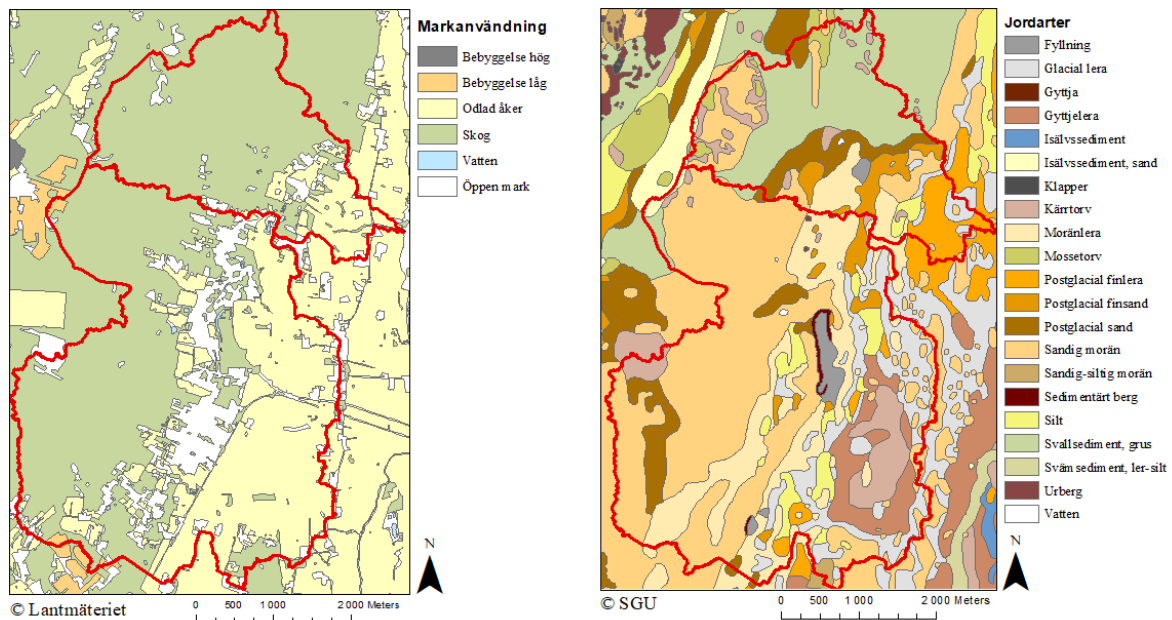 Markanvändning
Bebyggelse hög
Bebyggelse låg
Odlad åker
Skog
Vatten
Öppen mark
N
© Lantmäteriet
0 500 1 000 2 000 Meters
Jordarter
Fyllning
Glacial lera
Gyttja
Gyttjelera
Isälvssediment
Isälvssediment, sand
Klapper
Kärrtorv
Moränlera
Mossetorv
Postglacial finlera
Postglacial finsand
Postglacial sand
Sandig morän
Sandig-siltig morän
Sedimentärt berg
Silt
Svallsediment, grus
Svämsediment, ler-silt
Urberg
Vatten
N
© SGU
0 500 1 000 2 000 Meters